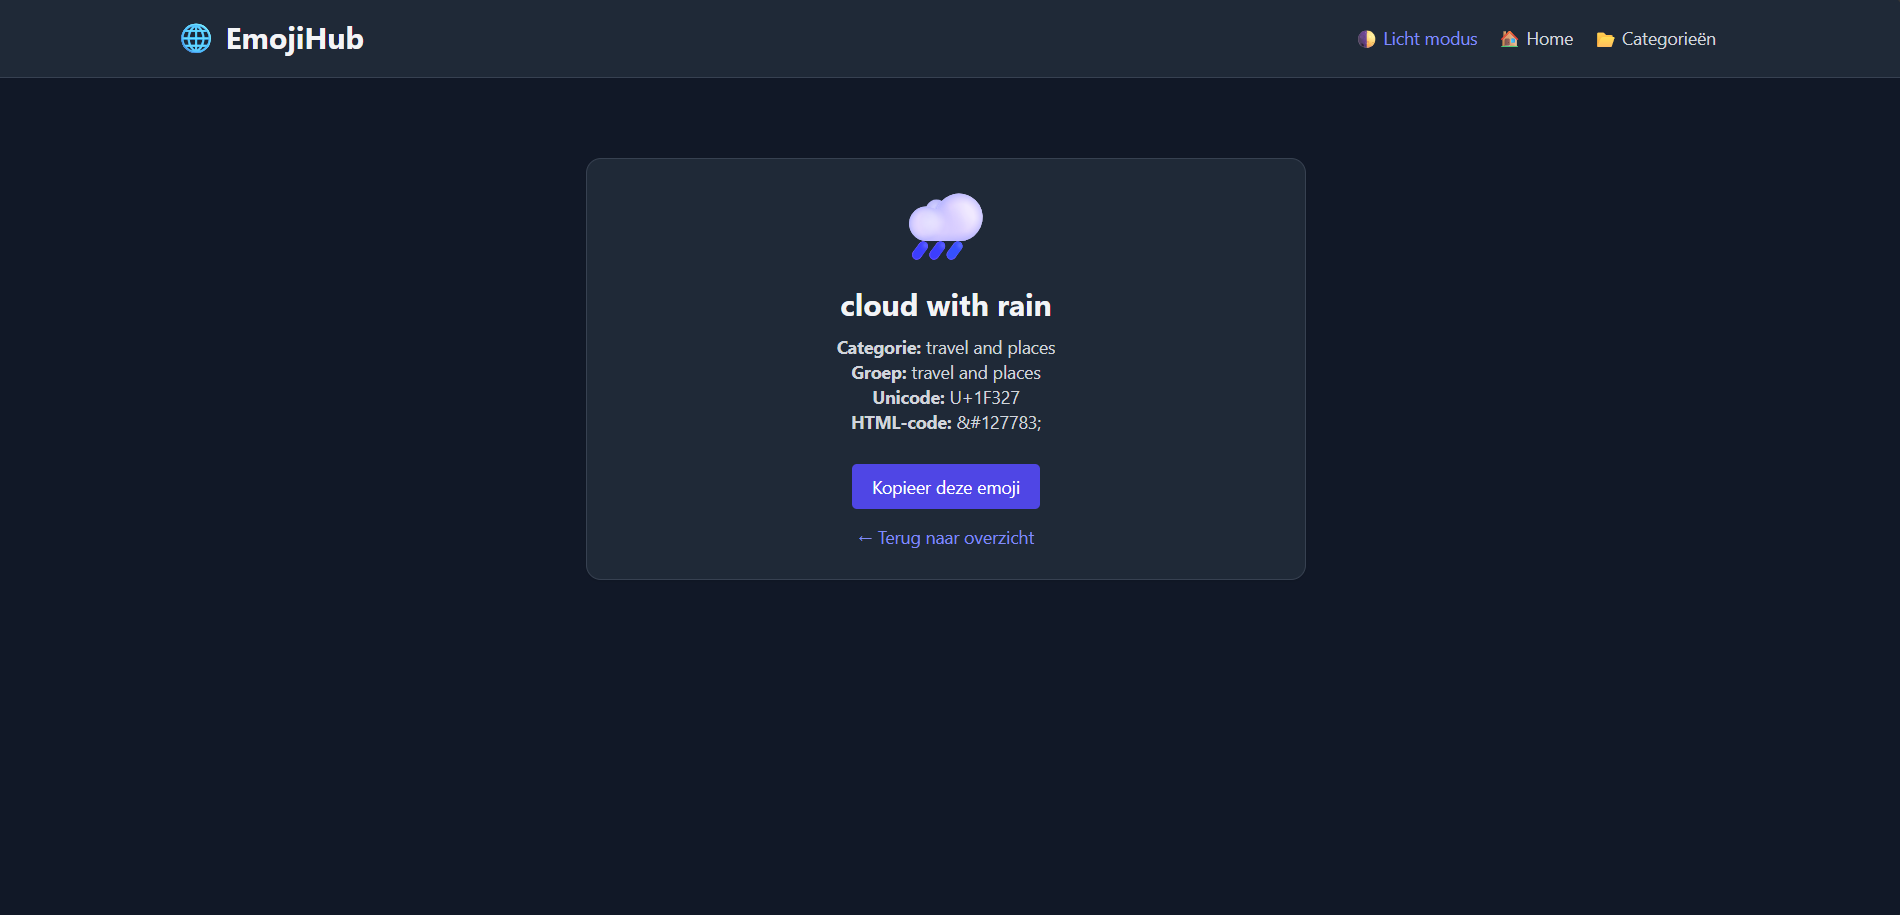 🌐 EmojiHub
🌗 Licht modus 🏠 Home 📂 Categorieën
cloud with rain
Categorie: travel and places
Groep: travel and places
Unicode: U+1F327
HTML-code: &#127783;
Kopieer deze emoji
← Terug naar overzicht